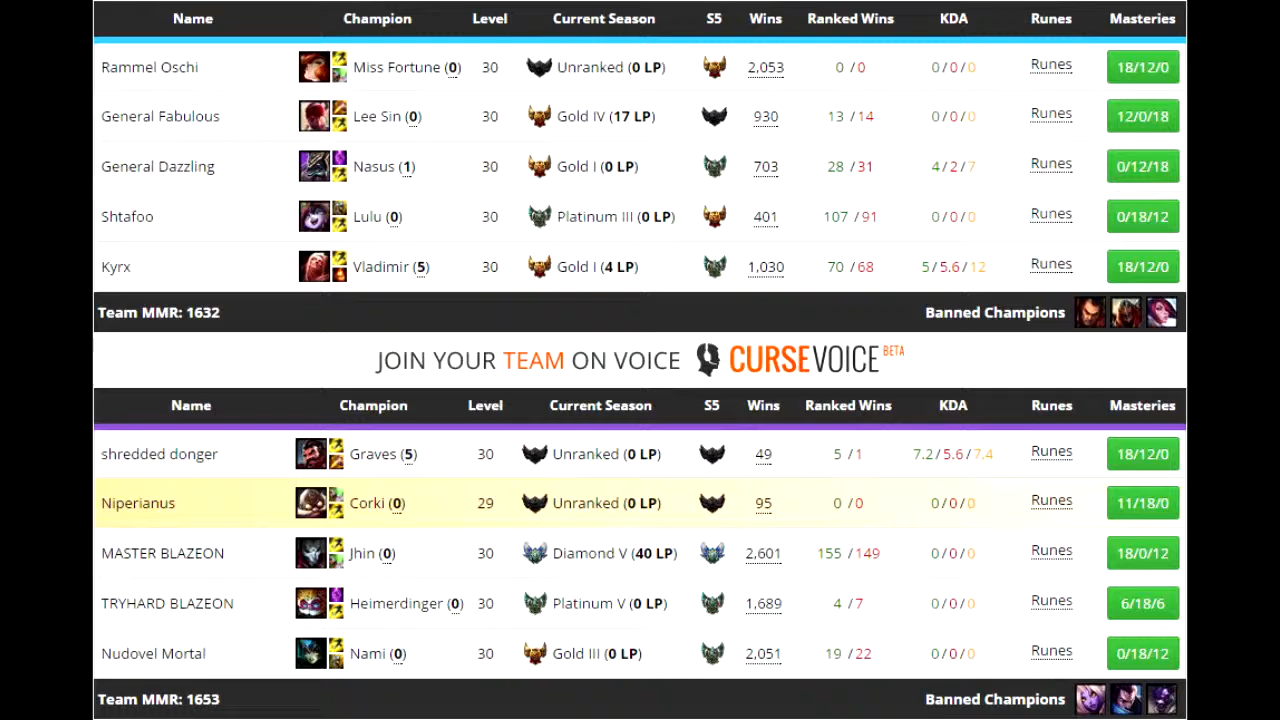 Name Champion Level Current Season S5 Wins Ranked Wins KDA Runes Masteries
Rammel Oschi Miss Fortune (0) 30 Unranked (0 LP) 2,053 0 / 0 0 / 0 / 0 Runes 18/12/0
General Fabulous Lee Sin (0) 30 Gold IV (17 LP) 930 13 / 14 0 / 0 / 0 Runes 12/0/18
General Dazzling Nasus (1) 30 Gold I (0 LP) 703 28 / 31 4 / 2 / 7 Runes 0/12/18
Shtafoo Lulu (0) 30 Platinum III (0 LP) 401 107 / 91 0 / 0 / 0 Runes 0/18/12
Kyrx Vladimir (5) 30 Gold I (4 LP) 1,030 70 / 68 5 / 5.6 / 12 Runes 18/12/0
Team MMR: 1632 Banned Champions
JOIN YOUR TEAM ON VOICE CURSEVOICE BETA
Name Champion Level Current Season S5 Wins Ranked Wins KDA Runes Masteries
shredded donger Graves (5) 30 Unranked (0 LP) 49 5 / 1 7.2 / 5.6 / 7.4 Runes 18/12/0
Niperianus Corki (0) 29 Unranked (0 LP) 95 0 / 0 0 / 0 / 0 Runes 11/18/0
MASTER BLAZEON Jhin (0) 30 Diamond V (40 LP) 2,601 155 / 149 0 / 0 / 0 Runes 18/0/12
TRYHARD BLAZEON Heimerdinger (0) 30 Platinum V (0 LP) 1,689 4 / 7 0 / 0 / 0 Runes 6/18/6
Nudovel Mortal Nami (0) 30 Gold III (0 LP) 2,051 19 / 22 0 / 0 / 0 Runes 0/18/12
Team MMR: 1653 Banned Champions